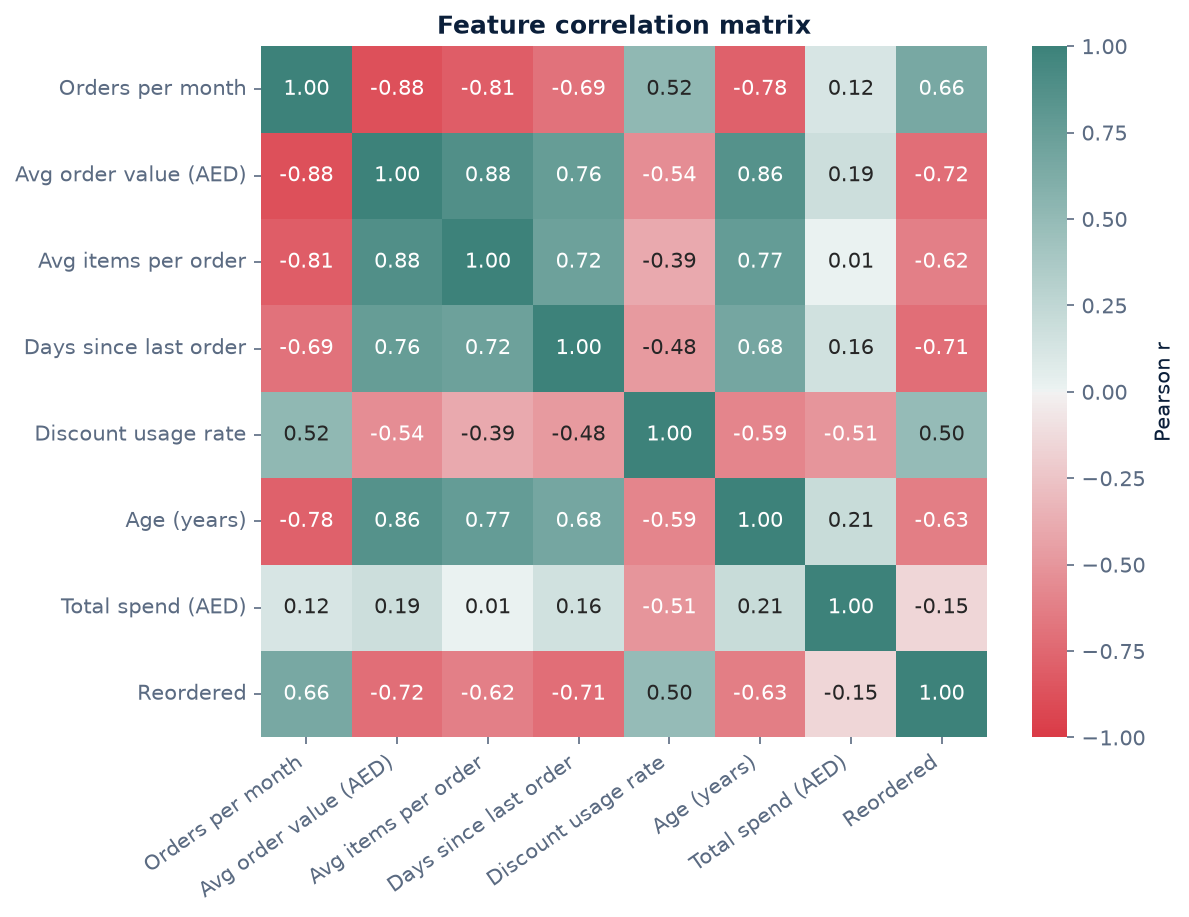 Feature correlation matrix
Orders per month 1.00 -0.88 -0.81 -0.69 0.52 -0.78 0.12 0.66
Avg order value (AED) -0.88 1.00 0.88 0.76 -0.54 0.86 0.19 -0.72
Avg items per order -0.81 0.88 1.00 0.72 -0.39 0.77 0.01 -0.62
Days since last order -0.69 0.76 0.72 1.00 -0.48 0.68 0.16 -0.71
Discount usage rate 0.52 -0.54 -0.39 -0.48 1.00 -0.59 -0.51 0.50
Age (years) -0.78 0.86 0.77 0.68 -0.59 1.00 0.21 -0.63
Total spend (AED) 0.12 0.19 0.01 0.16 -0.51 0.21 1.00 -0.15
Reordered 0.66 -0.72 -0.62 -0.71 0.50 -0.63 -0.15 1.00
Orders per month
Avg order value (AED)
Avg items per order
Days since last order
Discount usage rate
Age (years)
Total spend (AED)
Reordered
1.00
0.75
0.50
0.25
0.00
−0.25
−0.50
−0.75
−1.00
Pearson r